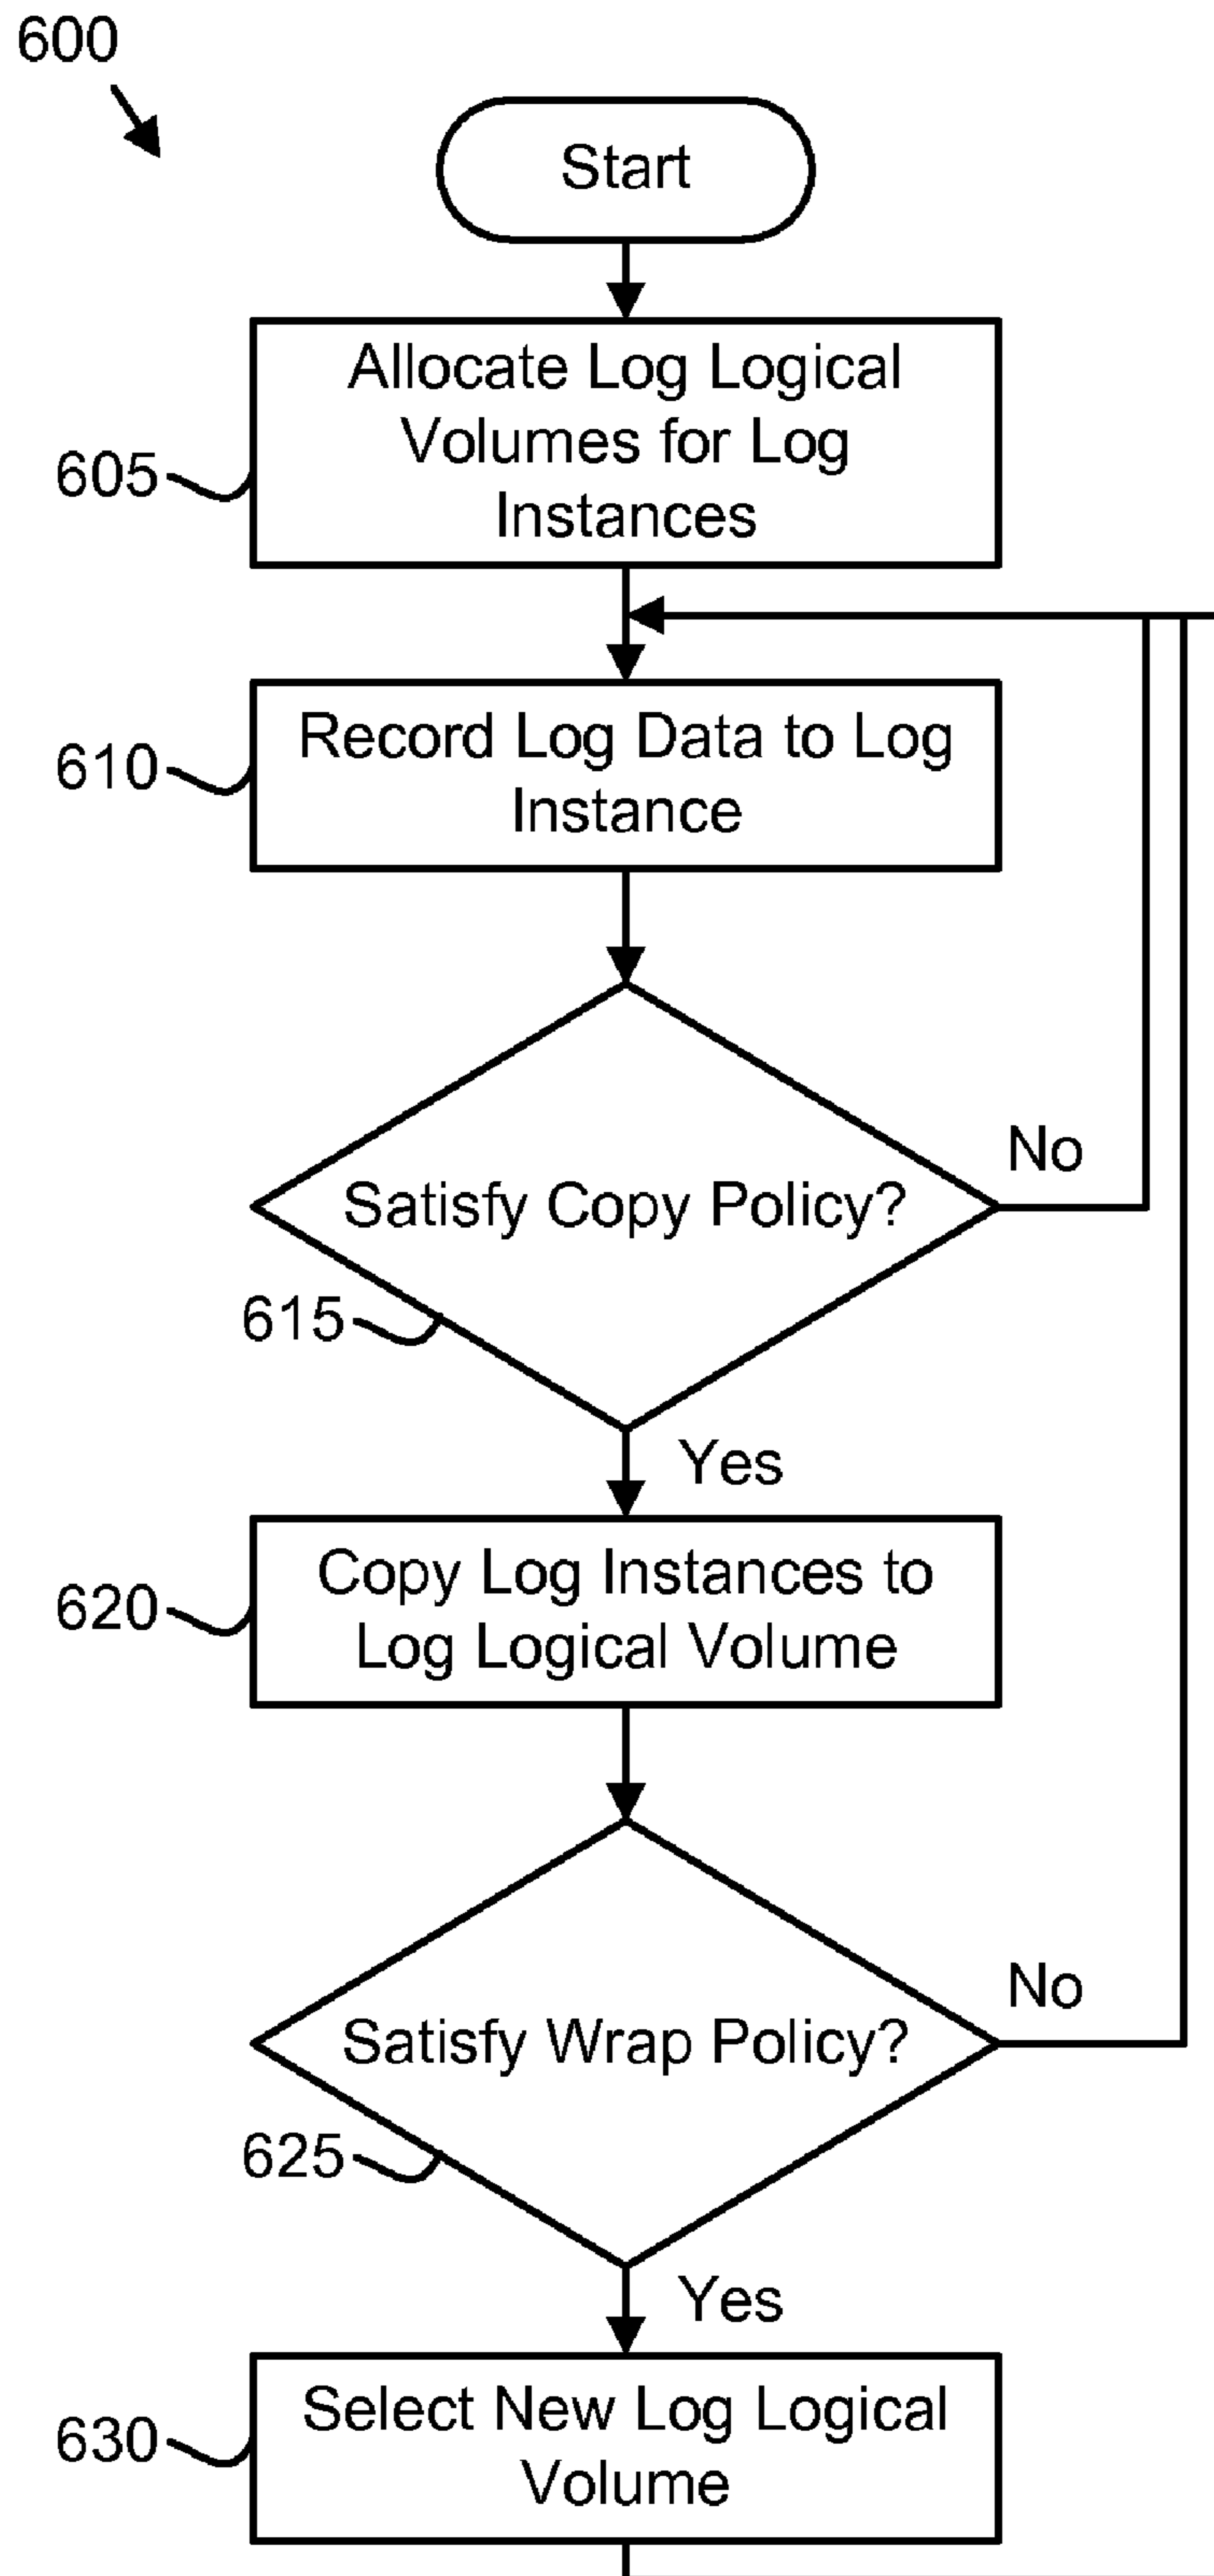 600
Start
Allocate Log Logical
Volumes for Log
Instances
605
Record Log Data to Log
Instance
610
Satisfy Copy Policy?
No
615
Yes
Copy Log Instances to
Log Logical Volume
620
Satisfy Wrap Policy?
No
625
Yes
Select New Log Logical
Volume
630